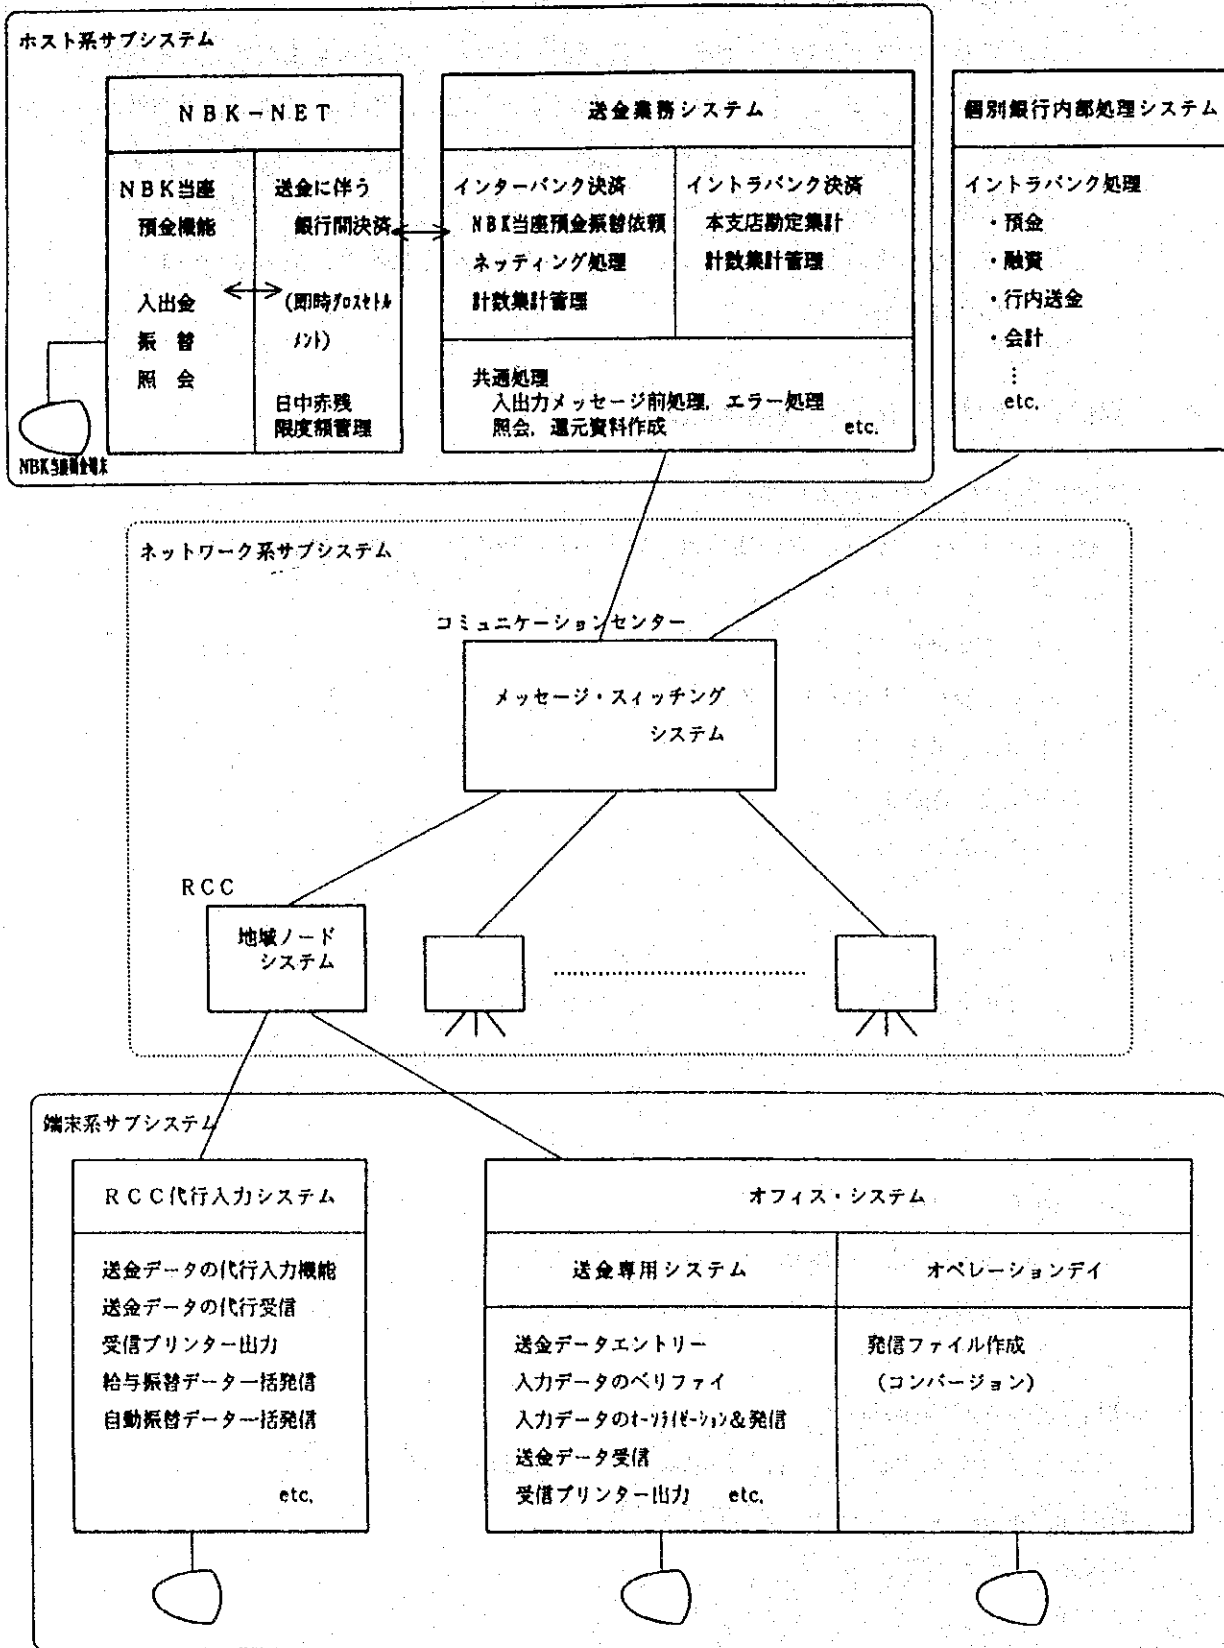 ホスト系サブシステム
NBK-NET
NBK当座
預金機能
入出金
振 替
照 会
送金に伴う
銀行間決済
(即時グロスセトル
メント)
日中赤残
限度額管理
NBK当座預金端末
送金業務システム
インターバンク決済
NBK当座預金振替依頼
ネッティング処理
計数集計管理
イントラバンク決済
本支店勘定集計
計数集計管理
共通処理
入出力メッセージ前処理, エラー処理
照会, 還元資料作成 etc.
個別銀行内部処理システム
イントラバンク処理
・預金
・融資
・行内送金
・会計
⋮
etc.
ネットワーク系サブシステム
コミュニケーションセンター
メッセージ・スィッチング
システム
RCC
地域ノード
システム
端末系サブシステム
RCC代行入力システム
送金データの代行入力機能
送金データの代行受信
受信プリンター出力
給与振替データ一括発信
自動振替データ一括発信
etc.
オフィス・システム
送金専用システム
送金データエントリー
入力データのベリファイ
入力データのオーソライゼーション&発信
送金データ受信
受信プリンター出力 etc.
オペレーションデイ
発信ファイル作成
(コンバージョン)